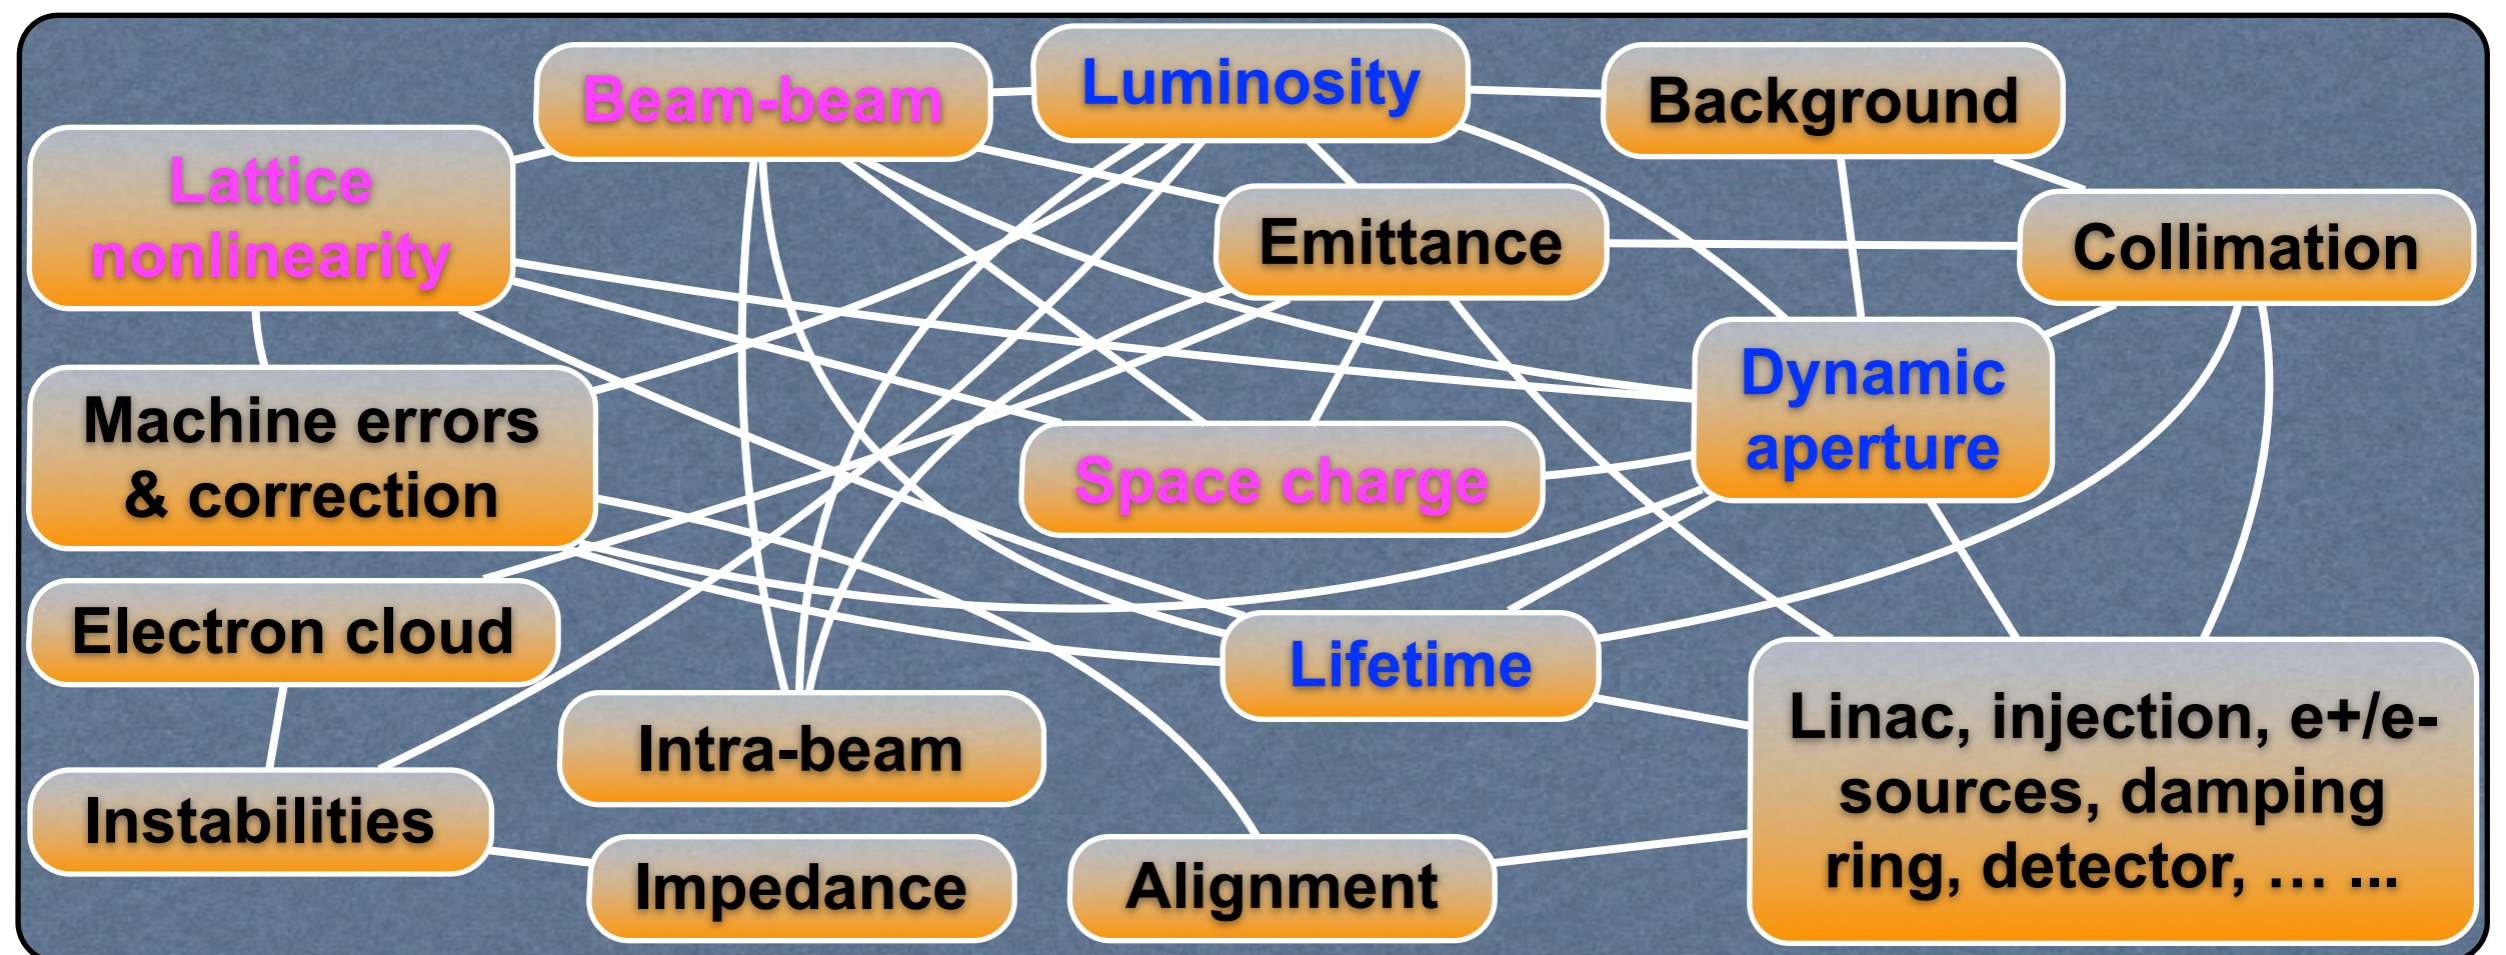 Beam-beam
Luminosity
Background
Lattice
nonlinearity
Emittance
Collimation
Machine errors
& correction
Space charge
Dynamic
aperture
Electron cloud
Lifetime
Intra-beam
Linac, injection, e+/e-
sources, damping
ring, detector, … ...
Instabilities
Impedance
Alignment